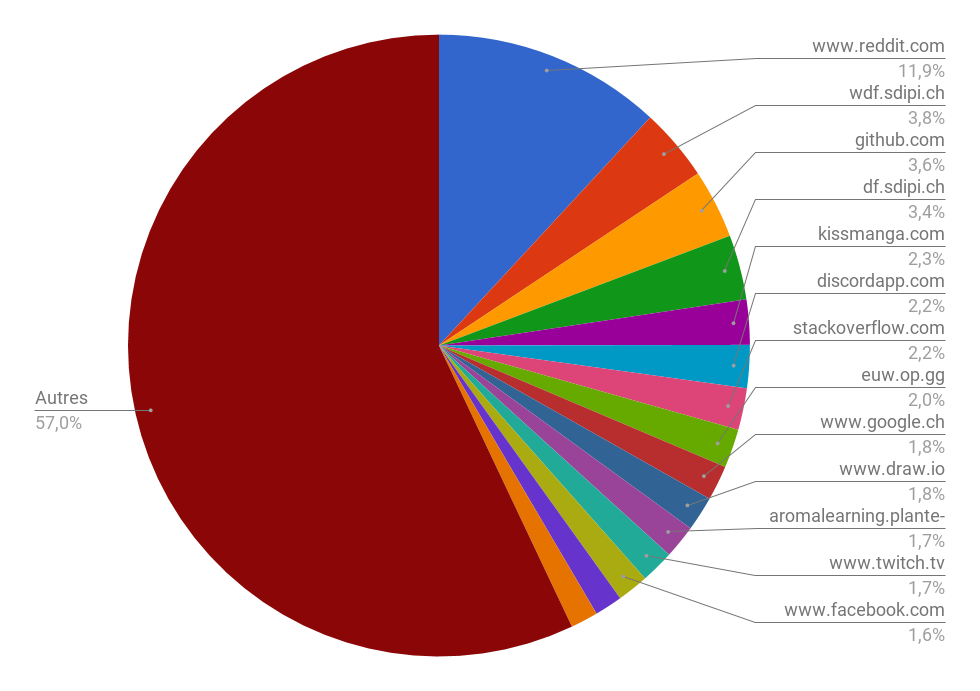 www.reddit.com
11,9%
wdf.sdipi.ch
3,8%
github.com
3,6%
df.sdipi.ch
3,4%
kissmanga.com
2,3%
discordapp.com
2,2%
stackoverflow.com
2,2%
euw.op.gg
2,0%
www.google.ch
1,8%
www.draw.io
1,8%
aromalearning.plante-
1,7%
www.twitch.tv
1,7%
www.facebook.com
1,6%
Autres
57,0%